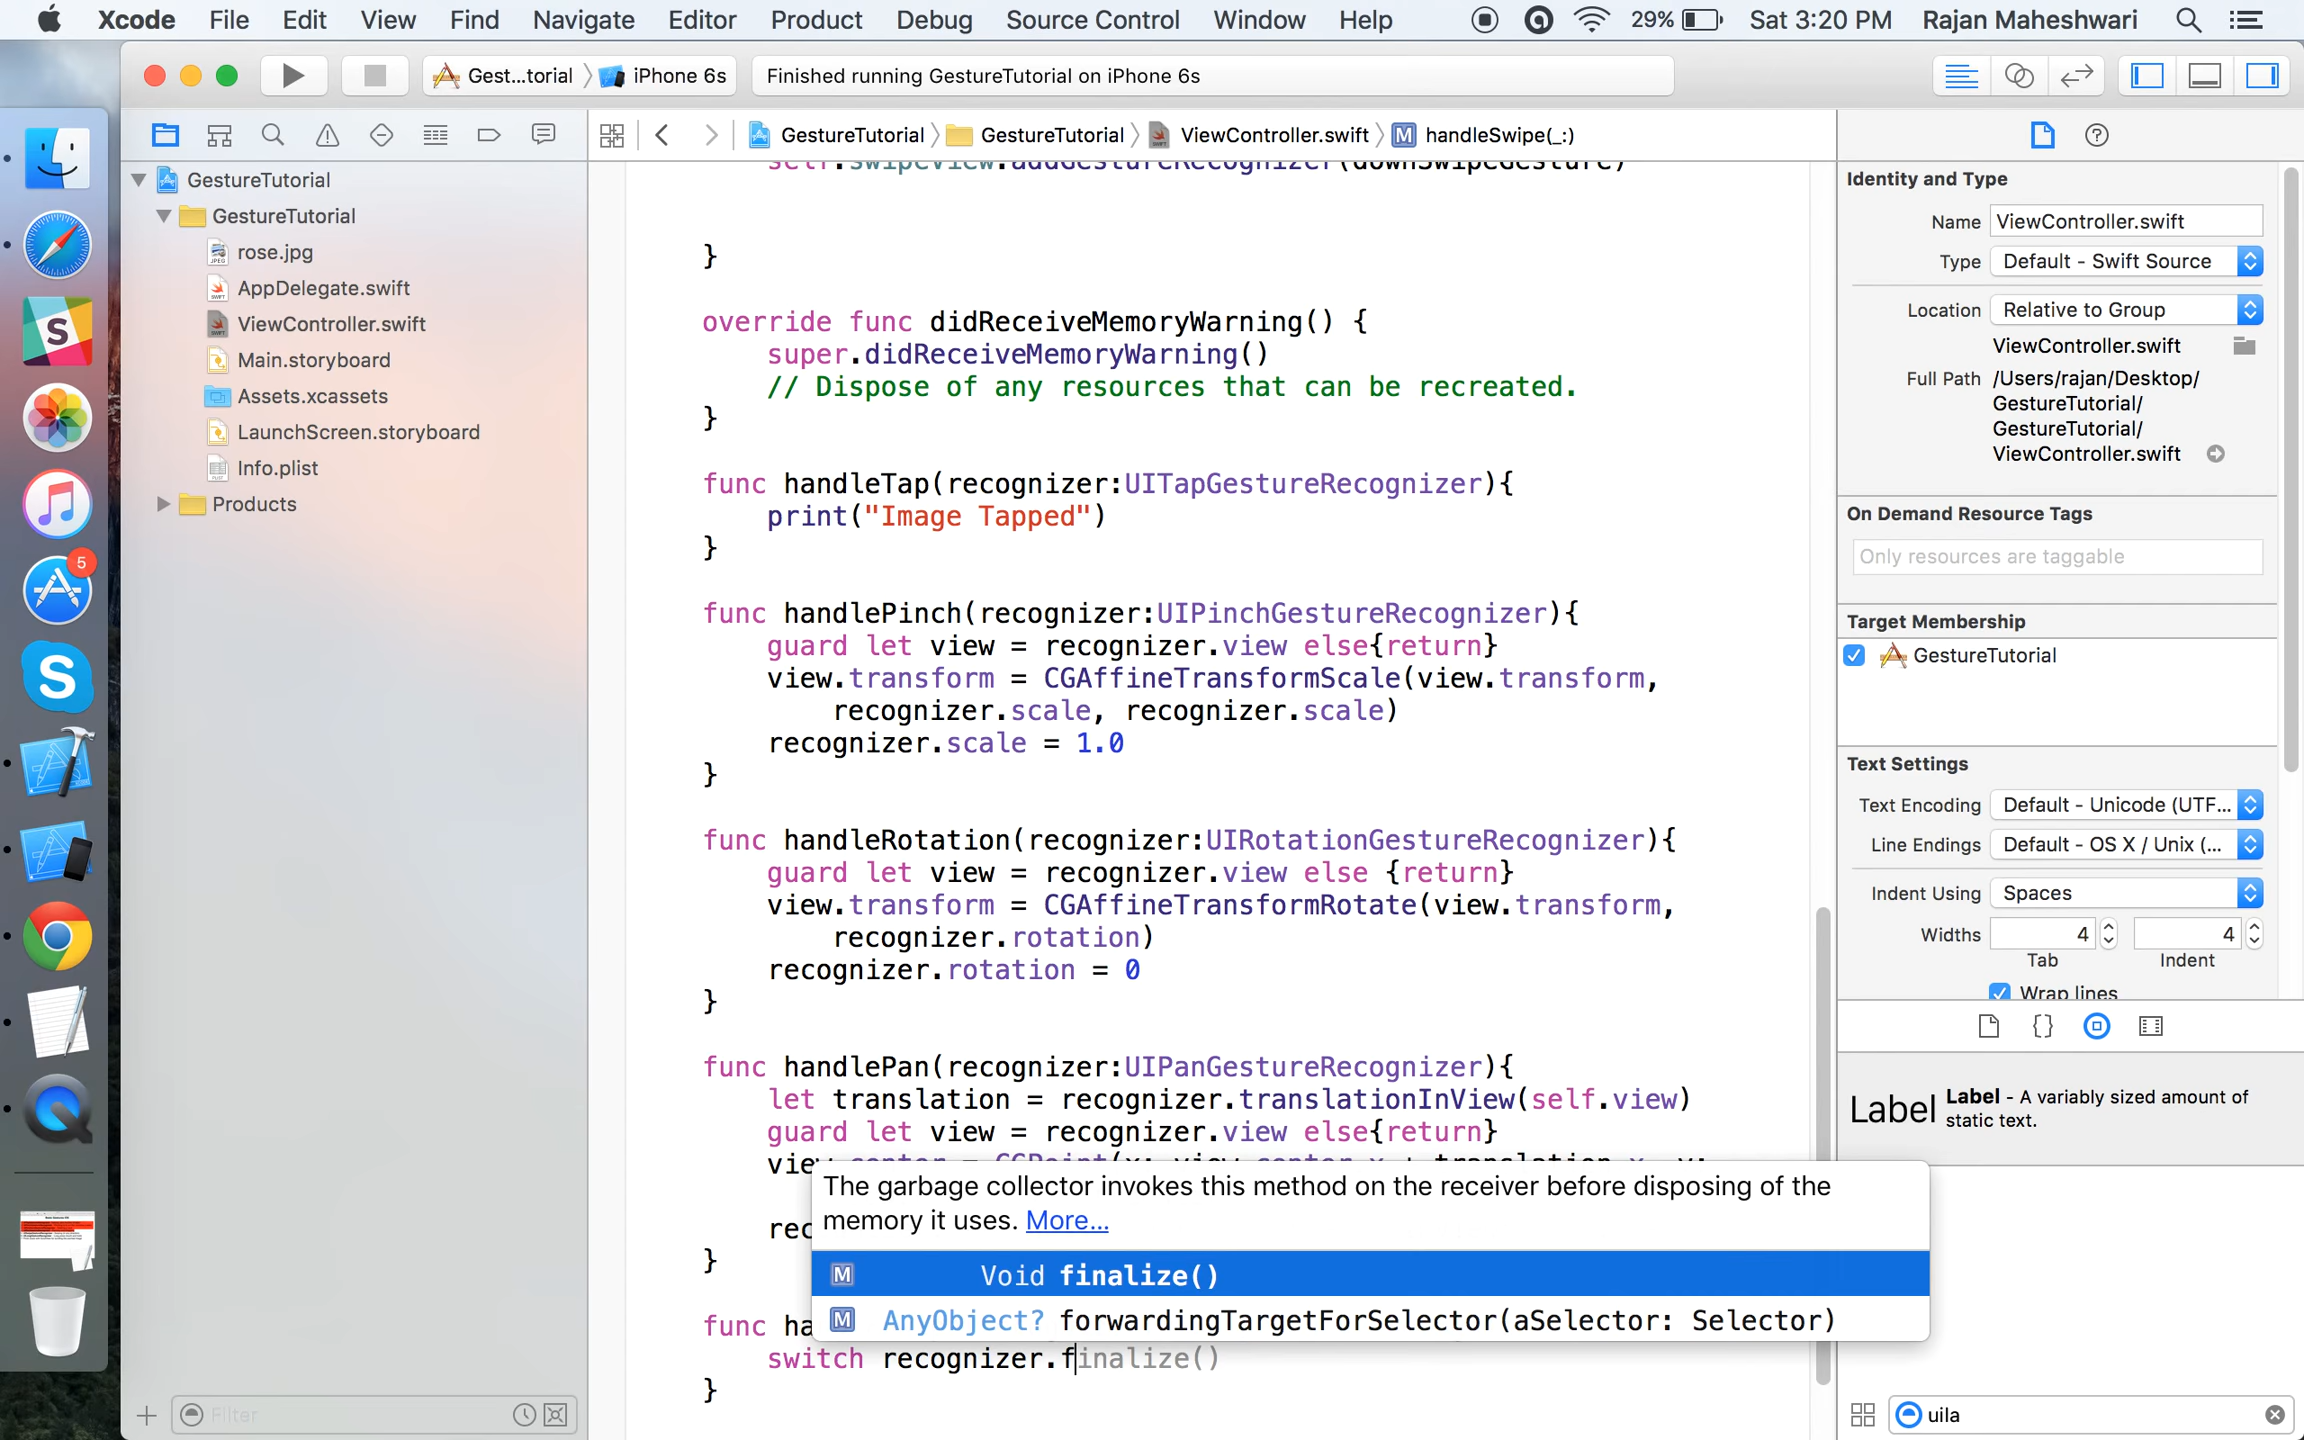 Xcode File Edit View Find Navigate Editor Product Debug Source Control Window Help 29% Sat 3:20 PM Rajan Maheshwari
Gest...torial iPhone 6s Finished running GestureTutorial on iPhone 6s
GestureTutorial GestureTutorial ViewController.swift M handleSwipe(_:)
GestureTutorial
GestureTutorial
rose.jpg
AppDelegate.swift
ViewController.swift
Main.storyboard
Assets.xcassets
LaunchScreen.storyboard
Info.plist
Products
5
Filter
self.swipeView.addGestureRecognizer(downSwipeGesture)
}
override func didReceiveMemoryWarning() {
super.didReceiveMemoryWarning()
// Dispose of any resources that can be recreated.
}
func handleTap(recognizer:UITapGestureRecognizer){
print("Image Tapped")
}
func handlePinch(recognizer:UIPinchGestureRecognizer){
guard let view = recognizer.view else{return}
view.transform = CGAffineTransformScale(view.transform,
recognizer.scale, recognizer.scale)
recognizer.scale = 1.0
}
func handleRotation(recognizer:UIRotationGestureRecognizer){
guard let view = recognizer.view else {return}
view.transform = CGAffineTransformRotate(view.transform,
recognizer.rotation)
recognizer.rotation = 0
}
func handlePan(recognizer:UIPanGestureRecognizer){
let translation = recognizer.translationInView(self.view)
guard let view = recognizer.view else{return}
view.center = CGPoint(x: view.center.x + translation.x, y:
The garbage collector invokes this method on the receiver before disposing of the
memory it uses. More...
rec
}
M Void finalize()
M AnyObject? forwardingTargetForSelector(aSelector: Selector)
func ha
switch recognizer.finalize()
}
Identity and Type
Name ViewController.swift
Type Default - Swift Source
Location Relative to Group
ViewController.swift
Full Path /Users/rajan/Desktop/
GestureTutorial/
GestureTutorial/
ViewController.swift
On Demand Resource Tags
Only resources are taggable
Target Membership
GestureTutorial
Text Settings
Text Encoding Default - Unicode (UTF...
Line Endings Default - OS X / Unix (...
Indent Using Spaces
Widths 4 4
Tab Indent
Wrap lines
Label Label - A variably sized amount of
static text.
uila